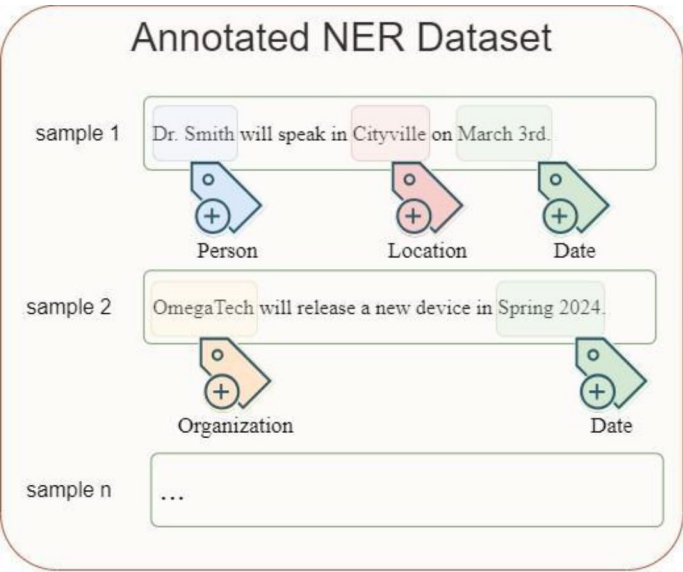 Annotated NER Dataset
sample 1
Dr. Smith will speak in Cityville on March 3rd.
Person
Location
Date
sample 2
OmegaTech will release a new device in Spring 2024.
Organization
Date
sample n
...